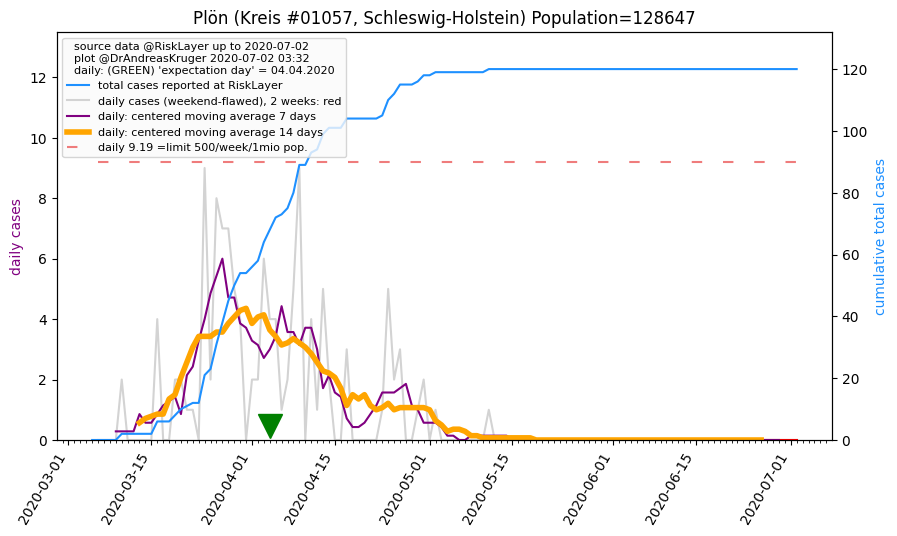 Plön (Kreis #01057, Schleswig-Holstein) Population=128647
source data @RiskLayer up to 2020-07-02
plot @DrAndreasKruger 2020-07-02 03:32
daily: (GREEN) 'expectation day' = 04.04.2020
total cases reported at RiskLayer
daily cases (weekend-flawed), 2 weeks: red
daily: centered moving average 7 days
daily: centered moving average 14 days
daily 9.19 =limit 500/week/1mio pop.
daily cases
12
10
8
6
4
2
0
120
100
80
60
40
20
0
cumulative total cases
2020-03-01
2020-03-15
2020-04-01
2020-04-15
2020-05-01
2020-05-15
2020-06-01
2020-06-15
2020-07-01